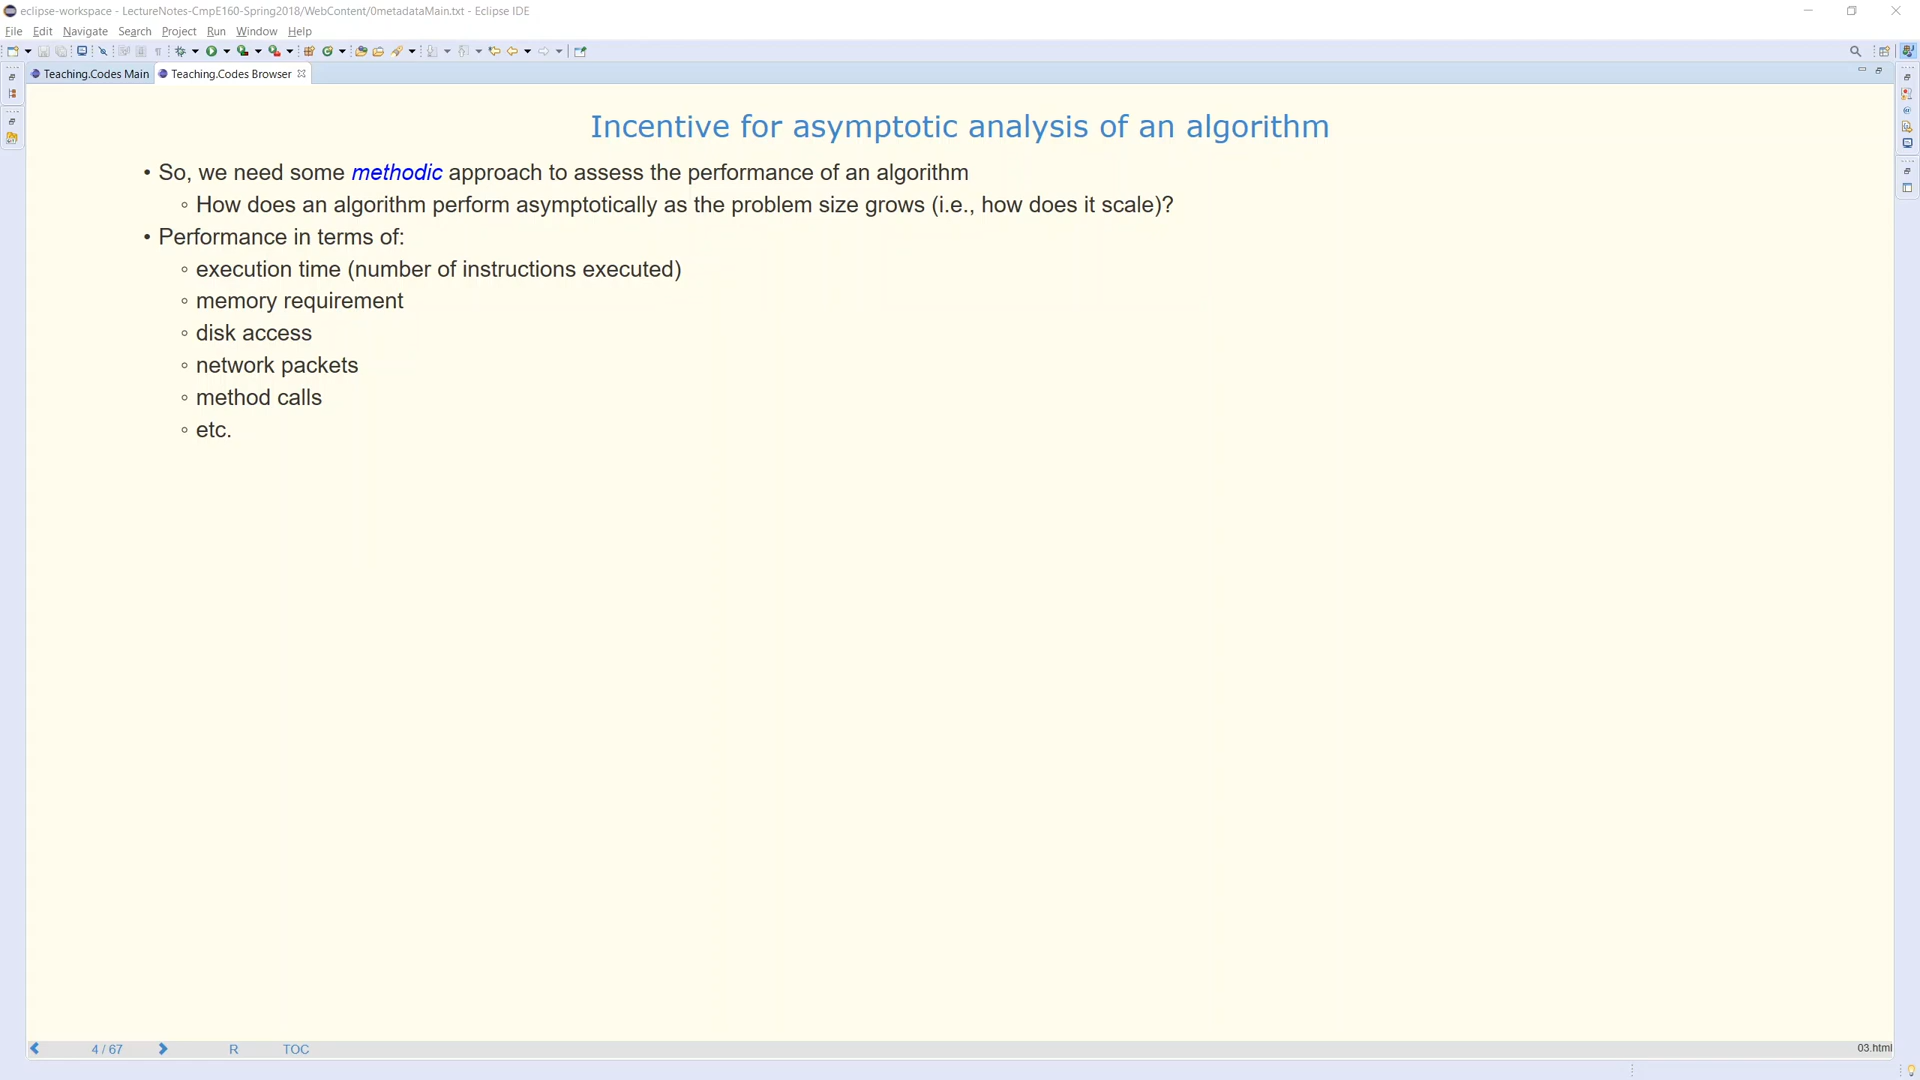 eclipse-workspace - LectureNotes-CmpE160-Spring2018/WebContent/0metadataMain.txt - Eclipse IDE
File Edit Navigate Search Project Run Window Help
Teaching.Codes Main Teaching.Codes Browser
Incentive for asymptotic analysis of an algorithm
• So, we need some methodic approach to assess the performance of an algorithm
◦ How does an algorithm perform asymptotically as the problem size grows (i.e., how does it scale)?
• Performance in terms of:
◦ execution time (number of instructions executed)
◦ memory requirement
◦ disk access
◦ network packets
◦ method calls
◦ etc.
4 / 67 R TOC 03.html